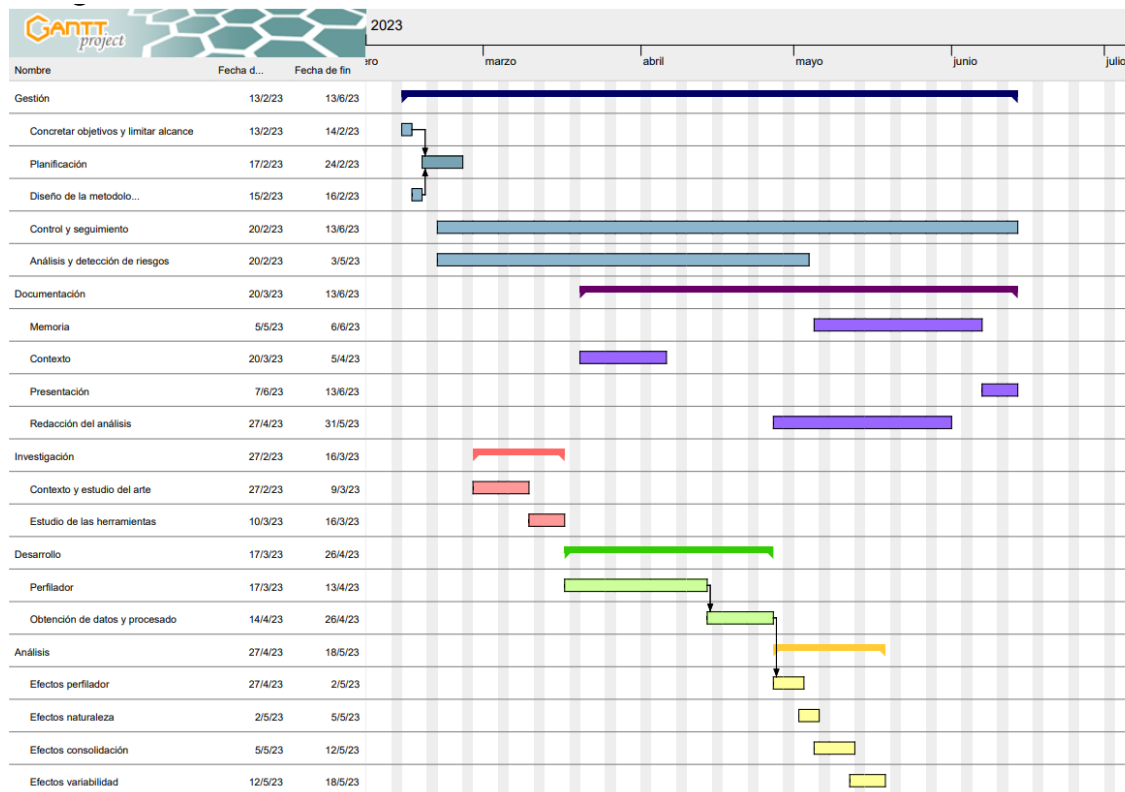 GANTT
project
2023
ero marzo abril mayo junio julio
Nombre Fecha d... Fecha de fin
Gestión 13/2/23 13/6/23
Concretar objetivos y limitar alcance 13/2/23 14/2/23
Planificación 17/2/23 24/2/23
Diseño de la metodolo... 15/2/23 16/2/23
Control y seguimiento 20/2/23 13/6/23
Análisis y detección de riesgos 20/2/23 3/5/23
Documentación 20/3/23 13/6/23
Memoria 5/5/23 6/6/23
Contexto 20/3/23 5/4/23
Presentación 7/6/23 13/6/23
Redacción del análisis 27/4/23 31/5/23
Investigación 27/2/23 16/3/23
Contexto y estudio del arte 27/2/23 9/3/23
Estudio de las herramientas 10/3/23 16/3/23
Desarrollo 17/3/23 26/4/23
Perfilador 17/3/23 13/4/23
Obtención de datos y procesado 14/4/23 26/4/23
Análisis 27/4/23 18/5/23
Efectos perfilador 27/4/23 2/5/23
Efectos naturaleza 2/5/23 5/5/23
Efectos consolidación 5/5/23 12/5/23
Efectos variabilidad 12/5/23 18/5/23